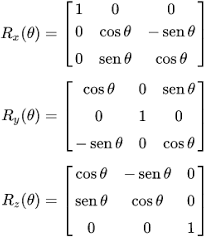 R_x(θ) = [ 1 0 0
0 cos θ − sen θ
0 sen θ cos θ ]
R_y(θ) = [ cos θ 0 sen θ
0 1 0
− sen θ 0 cos θ ]
R_z(θ) = [ cos θ − sen θ 0
sen θ cos θ 0
0 0 1 ]